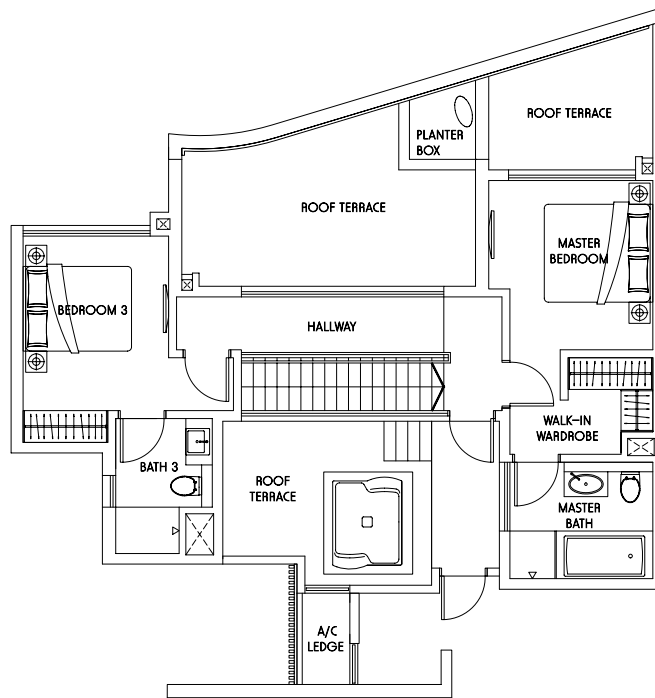 ROOF TERRACE
PLANTER
BOX
ROOF TERRACE
MASTER
BEDROOM
BEDROOM 3
HALLWAY
WALK-IN
WARDROBE
BATH 3
ROOF
TERRACE
MASTER
BATH
A/C
LEDGE